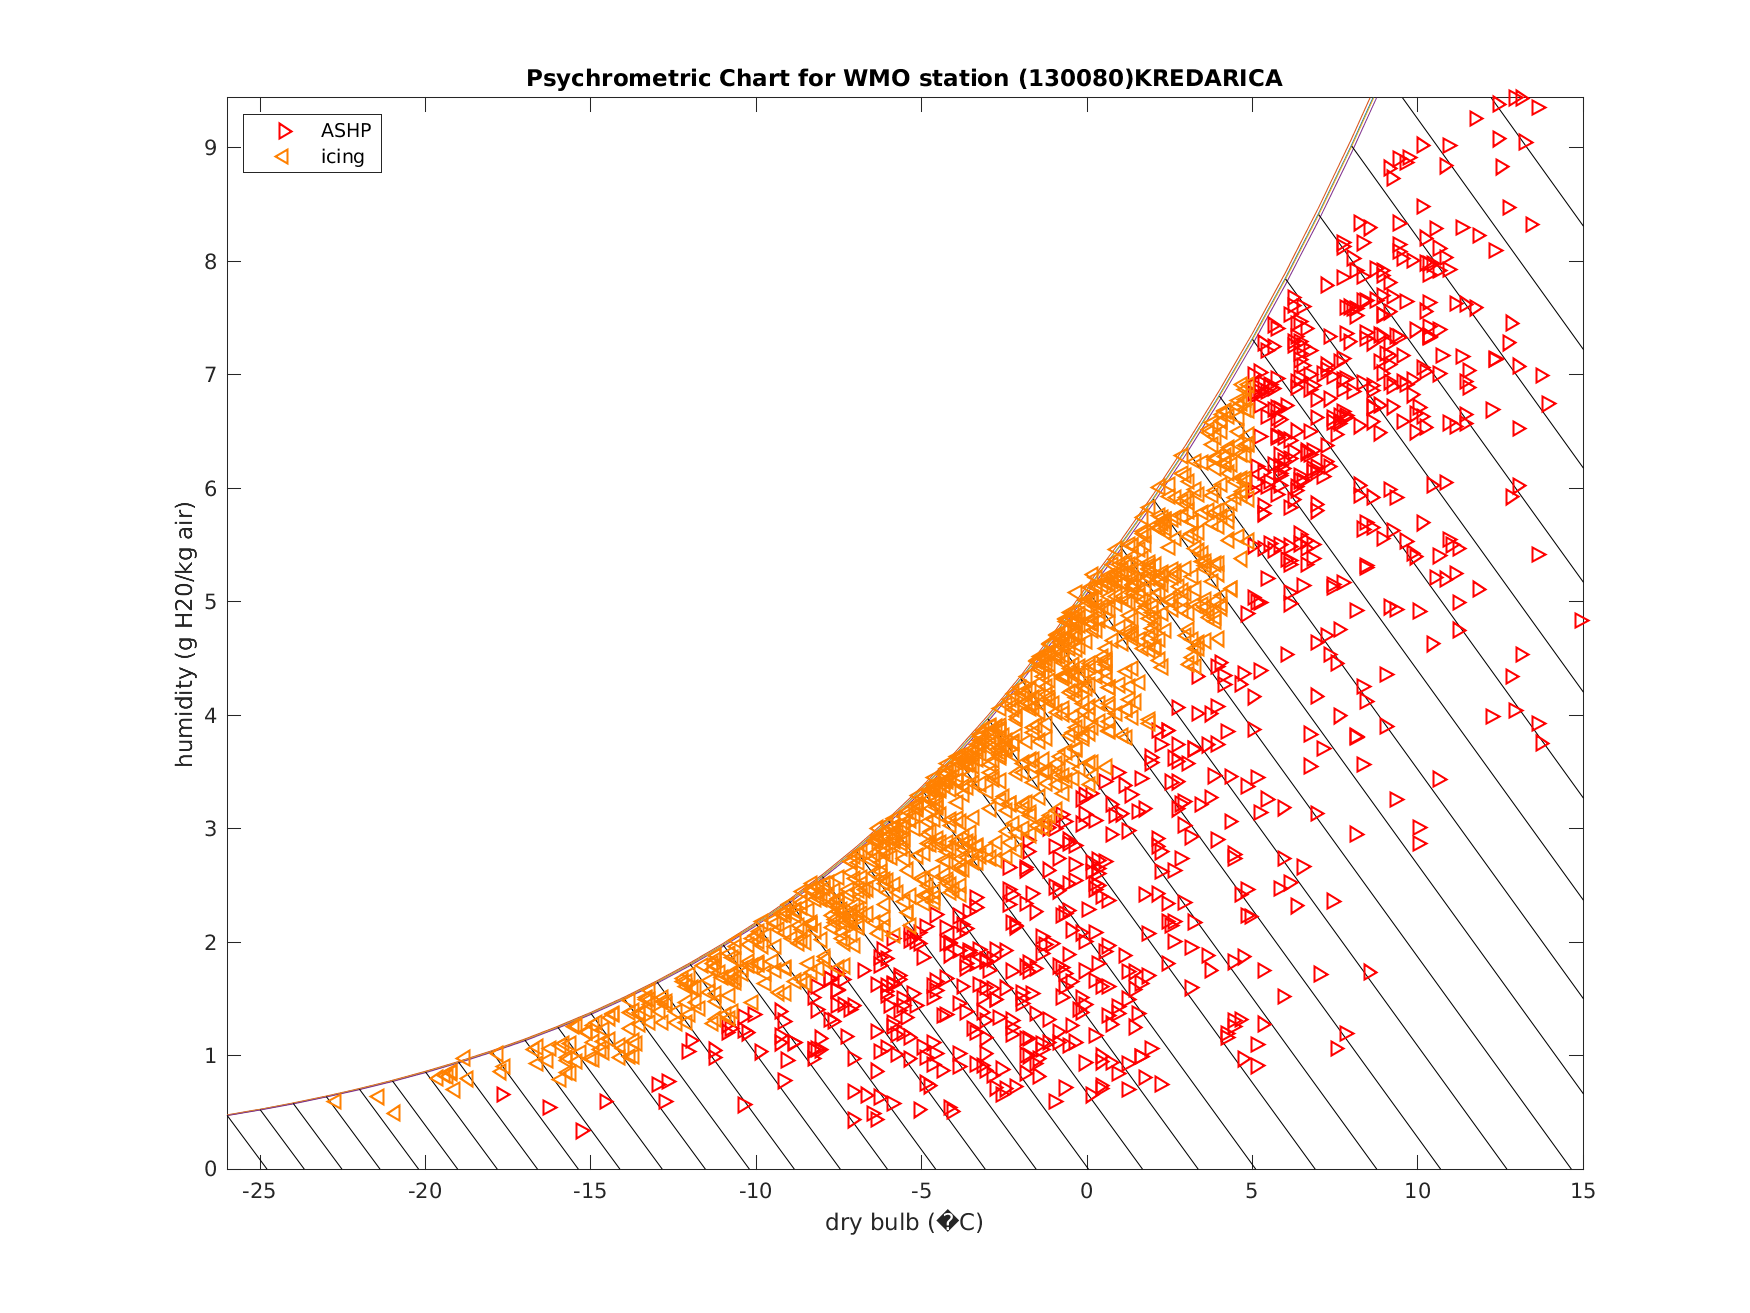 Psychrometric Chart for WMO station (130080)KREDARICA
ASHP
icing
9
8
7
6
5
4
3
2
1
0
humidity (g H20/kg air)
-25 -20 -15 -10 -5 0 5 10 15
dry bulb (�C)